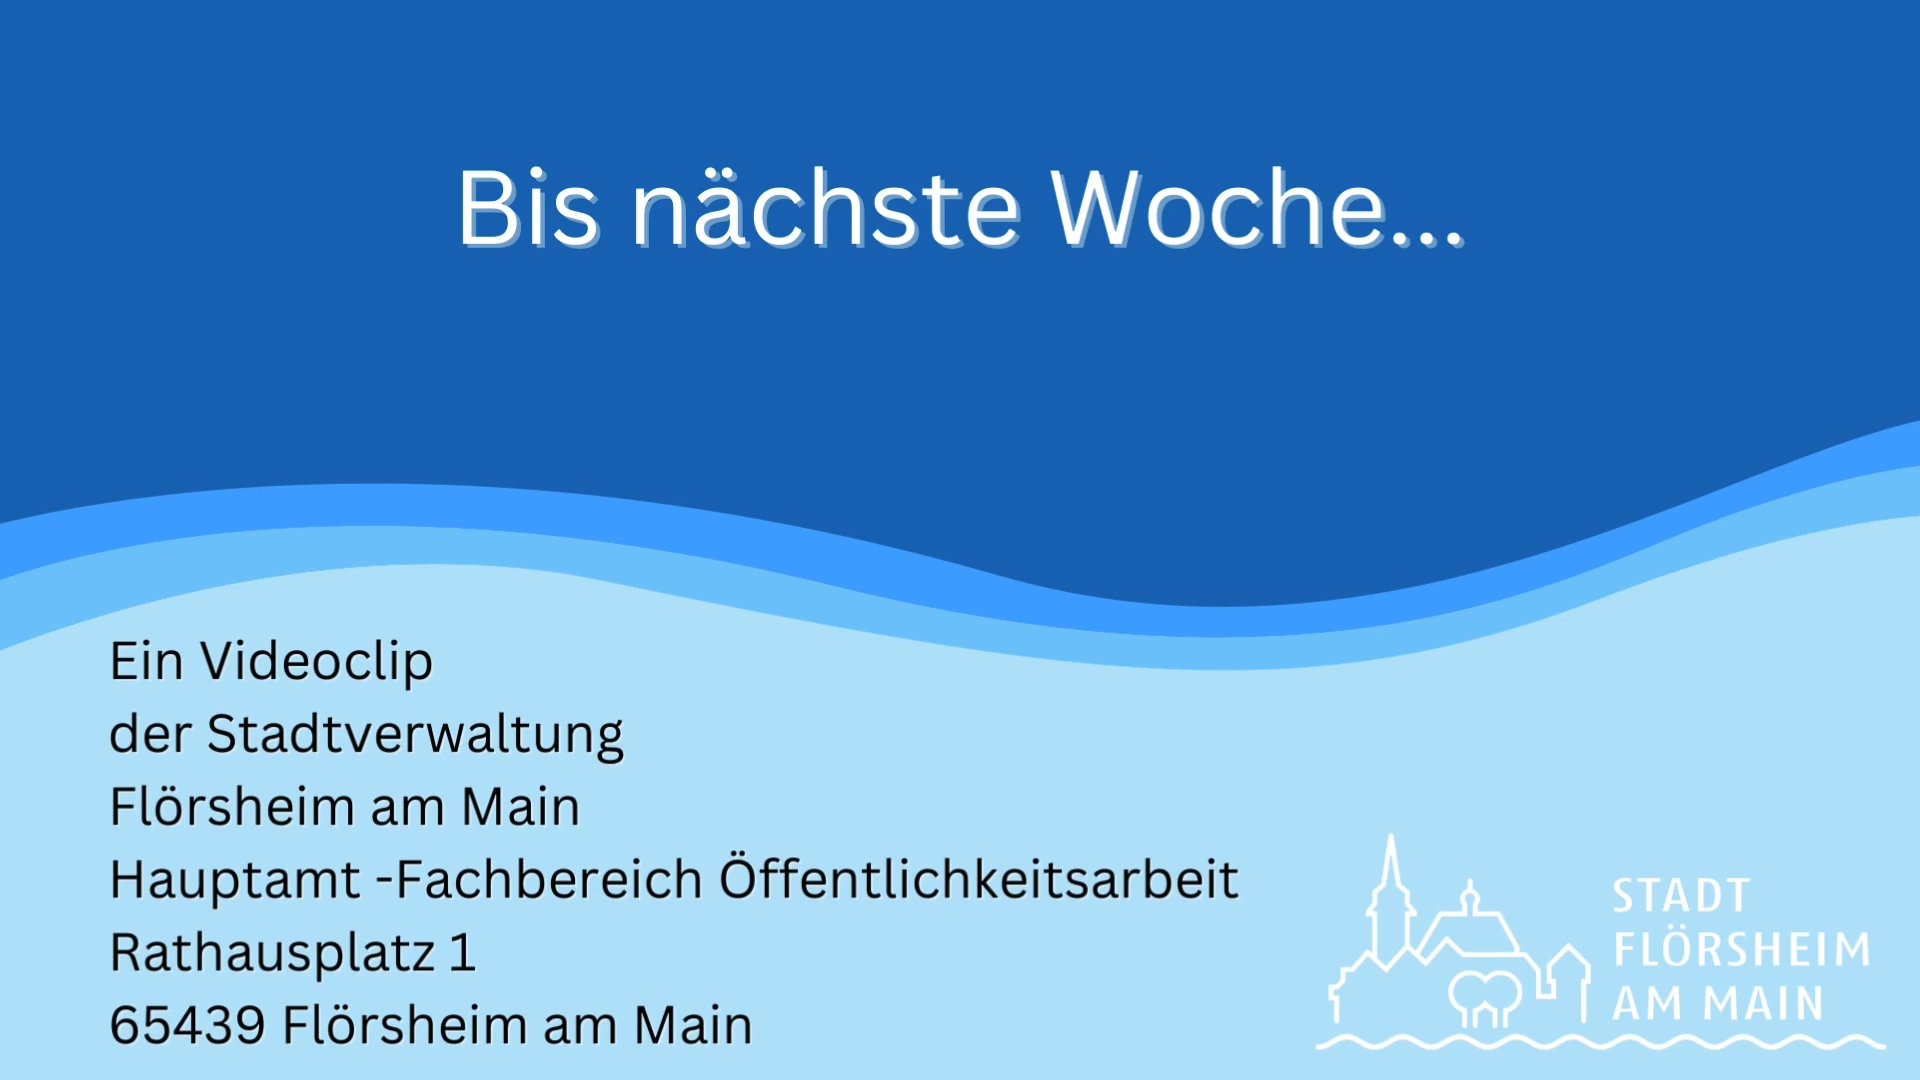 Bis nächste Woche...
Ein Videoclip
der Stadtverwaltung
Flörsheim am Main
Hauptamt -Fachbereich Öffentlichkeitsarbeit
Rathausplatz 1
65439 Flörsheim am Main
STADT
FLÖRSHEIM
AM MAIN